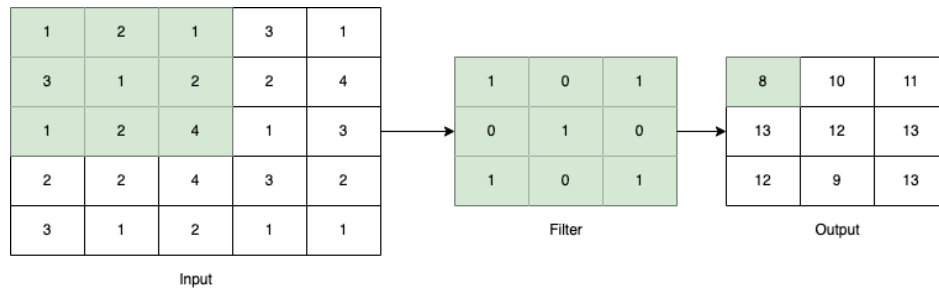 1 2 1 3 1
3 1 2 2 4
1 2 4 1 3
2 2 4 3 2
3 1 2 1 1
Input
1 0 1
0 1 0
1 0 1
Filter
8 10 11
13 12 13
12 9 13
Output